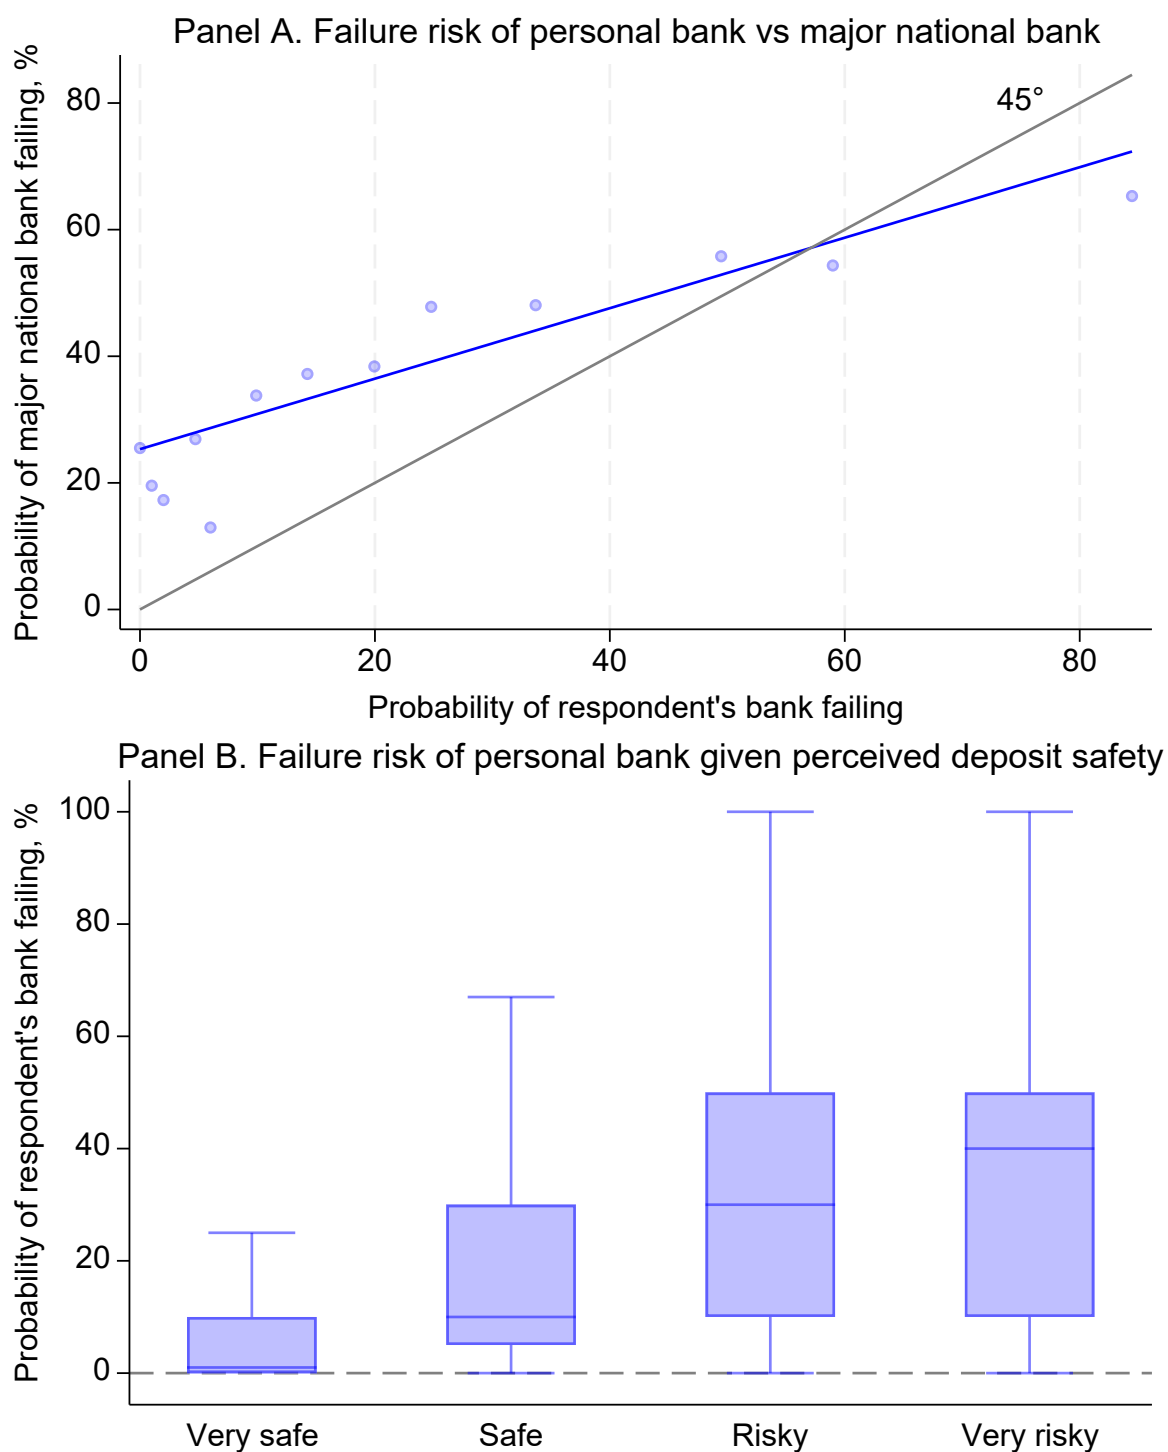 Panel A. Failure risk of personal bank vs major national bank
Probability of major national bank failing, %
80
60
40
20
0
45°
0 20 40 60 80
Probability of respondent's bank failing
Panel B. Failure risk of personal bank given perceived deposit safety
Probability of respondent's bank failing, %
100
80
60
40
20
0
Very safe Safe Risky Very risky